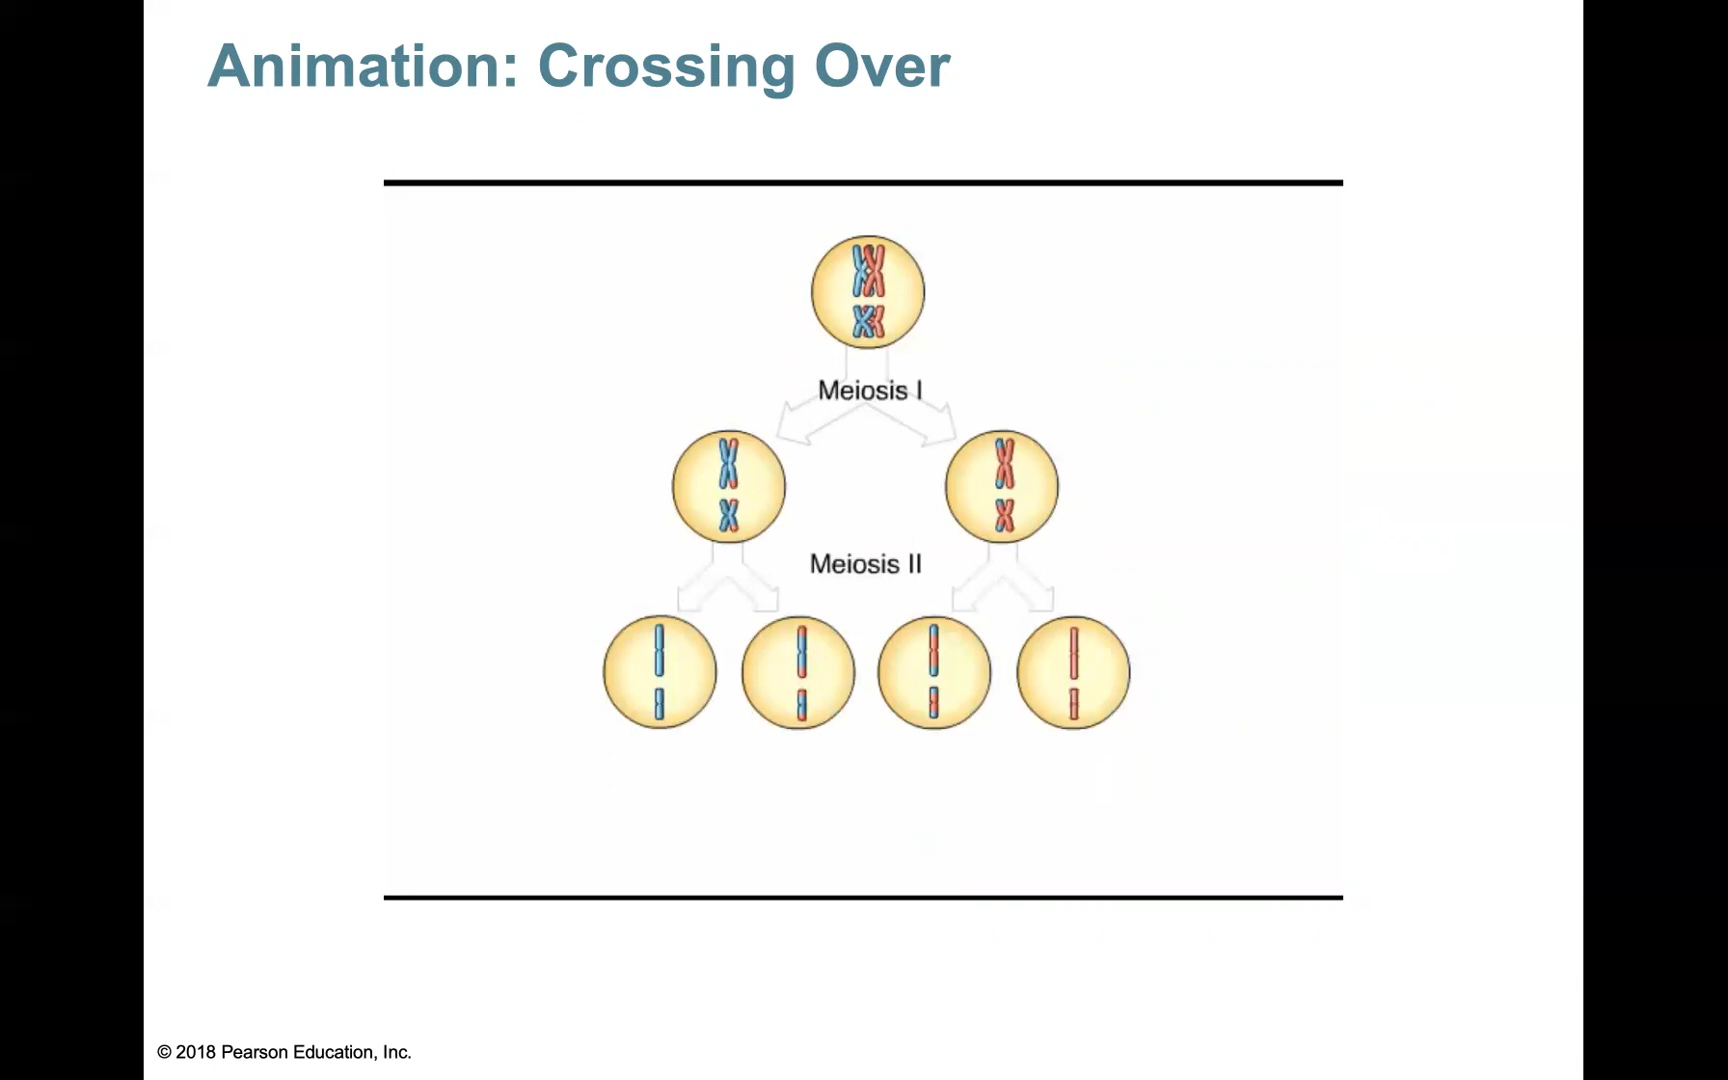 Animation: Crossing Over
Meiosis I
Meiosis II
© 2018 Pearson Education, Inc.